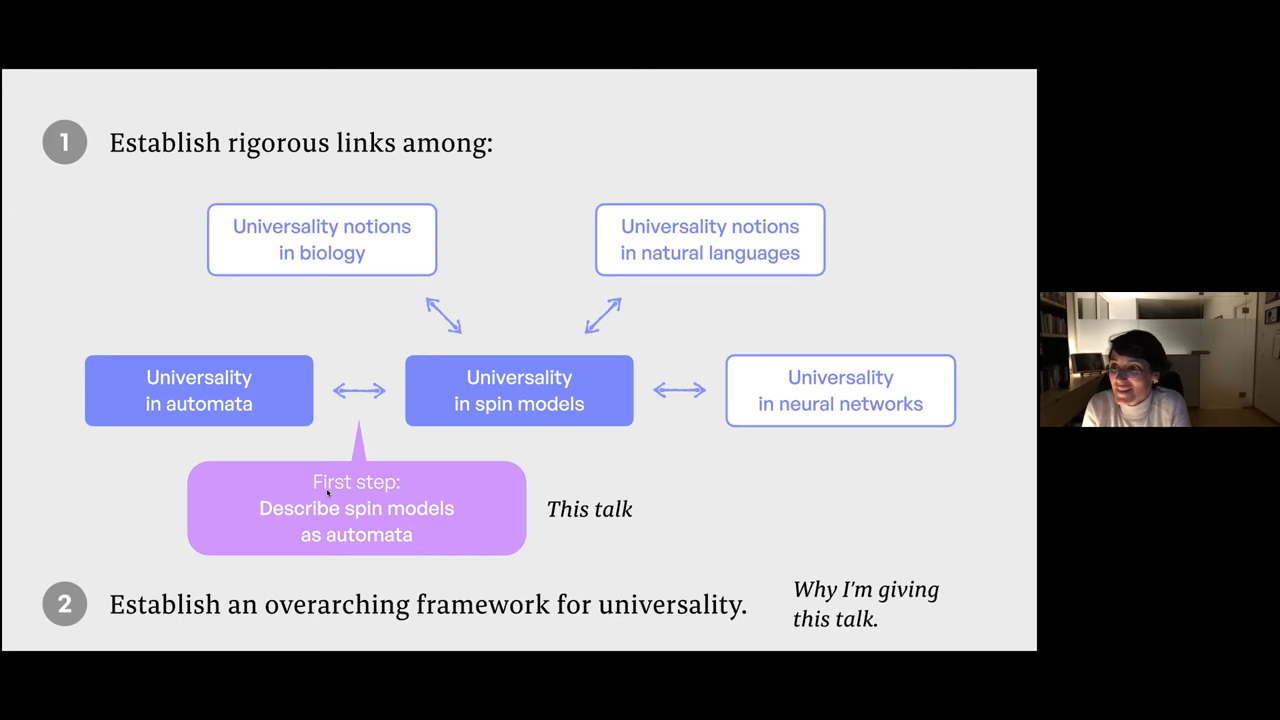 1 Establish rigorous links among:
Universality notions
in biology
Universality notions
in natural languages
Universality
in automata
Universality
in spin models
Universality
in neural networks
First step:
Describe spin models
as automata
This talk
2 Establish an overarching framework for universality.
Why I'm giving
this talk.